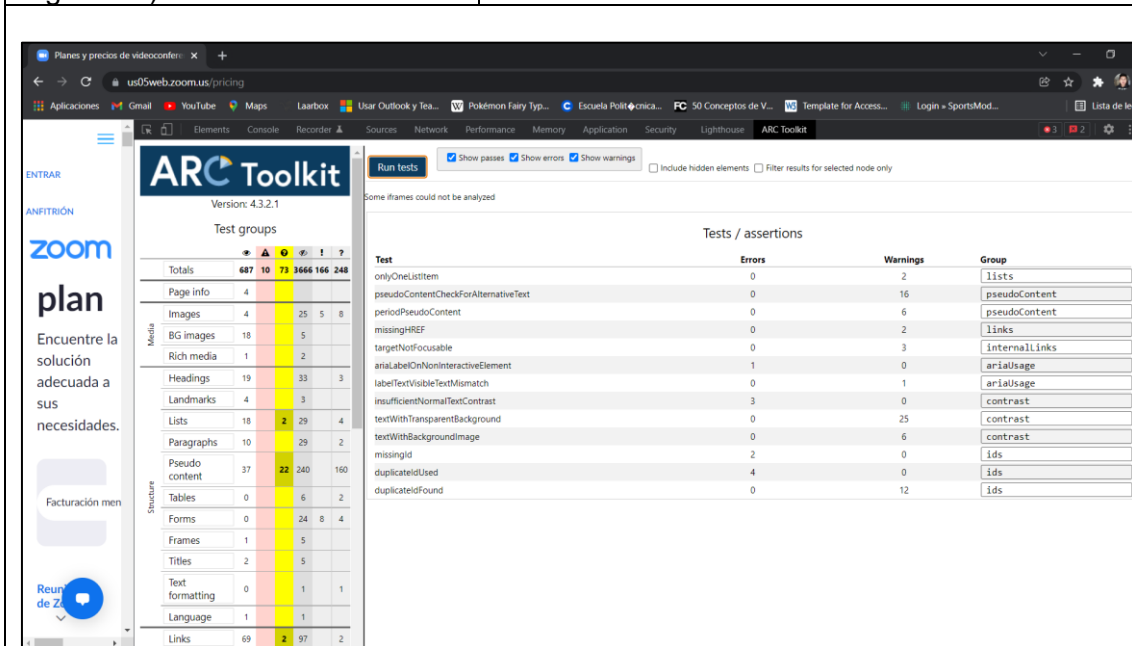 Planes y precios de videoconfere
us05web.zoom.us/pricing
Aplicaciones Gmail YouTube Maps Laarbox Usar Outlook y Tea... Pokémon Fairy Typ... Escuela Polit�cnica... FC 50 Conceptos de V... Template for Access... Login » SportsMod... Lista de le
Elements Console Recorder Sources Network Performance Memory Application Security Lighthouse ARC Toolkit 3 2
ENTRAR
ANFITRIÓN
zoom
plan
Encuentre la
solución
adecuada a
sus
necesidades.
Facturación men
Reun
de Zo
ARC Toolkit
Version: 4.3.2.1
Test groups
! ?
Totals 687 10 73 3666 166 248
Page info 4
Media
Images 4 25 5 8
BG images 18 5
Rich media 1 2
Structure
Headings 19 33 3
Landmarks 4 3
Lists 18 2 29 4
Paragraphs 10 29 2
Pseudo content 37 22 240 160
Tables 0 6 2
Forms 0 24 8 4
Frames 1 5
Titles 2 5
Text formatting 0 1 1
Language 1 1
Links 69 2 97 2
Run tests Show passes Show errors Show warnings Include hidden elements Filter results for selected node only
Some iframes could not be analyzed
Tests / assertions
Test Errors Warnings Group
onlyOneListItem 0 2 lists
pseudoContentCheckForAlternativeText 0 16 pseudoContent
periodPseudoContent 0 6 pseudoContent
missingHREF 0 2 links
targetNotFocusable 0 3 internalLinks
ariaLabelOnNonInteractiveElement 1 0 ariaUsage
labelTextVisibleTextMismatch 0 1 ariaUsage
insufficientNormalTextContrast 3 0 contrast
textWithTransparentBackground 0 25 contrast
textWithBackgroundImage 0 6 contrast
missingId 2 0 ids
duplicateIdUsed 4 0 ids
duplicateIdFound 0 12 ids